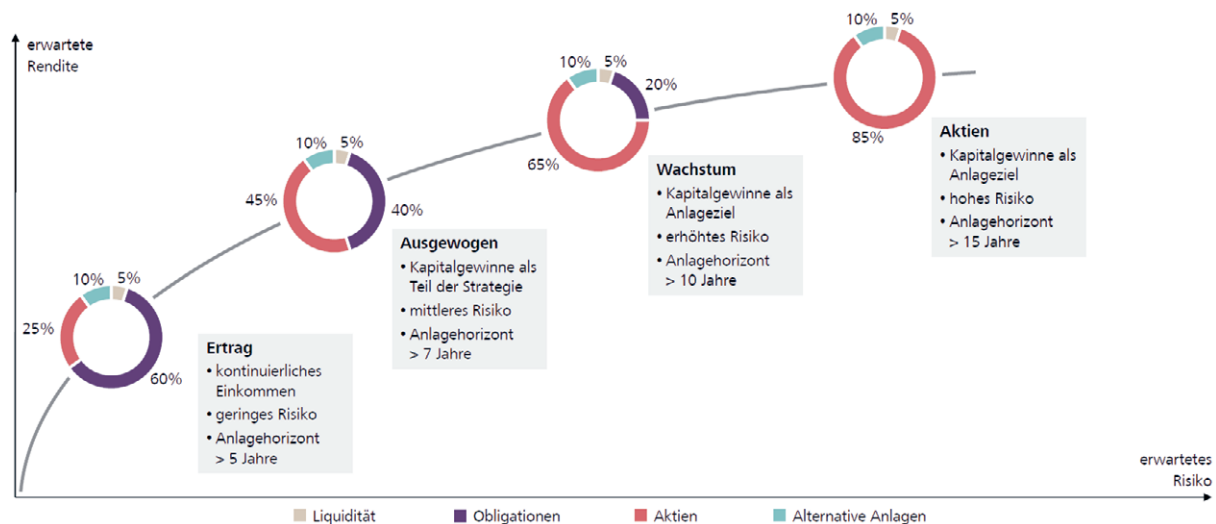 erwartete
Rendite
10%
5%
25%
60%
Ertrag
• kontinuierliches
Einkommen
• geringes Risiko
• Anlagehorizont
> 5 Jahre
10%
5%
45%
40%
Ausgewogen
• Kapitalgewinne als
Teil der Strategie
• mittleres Risiko
• Anlagehorizont
> 7 Jahre
10%
5%
20%
65%
Wachstum
• Kapitalgewinne als
Anlageziel
• erhöhtes Risiko
• Anlagehorizont
> 10 Jahre
10%
5%
85%
Aktien
• Kapitalgewinne als
Anlageziel
• hohes Risiko
• Anlagehorizont
> 15 Jahre
erwartetes
Risiko
Liquidität
Obligationen
Aktien
Alternative Anlagen